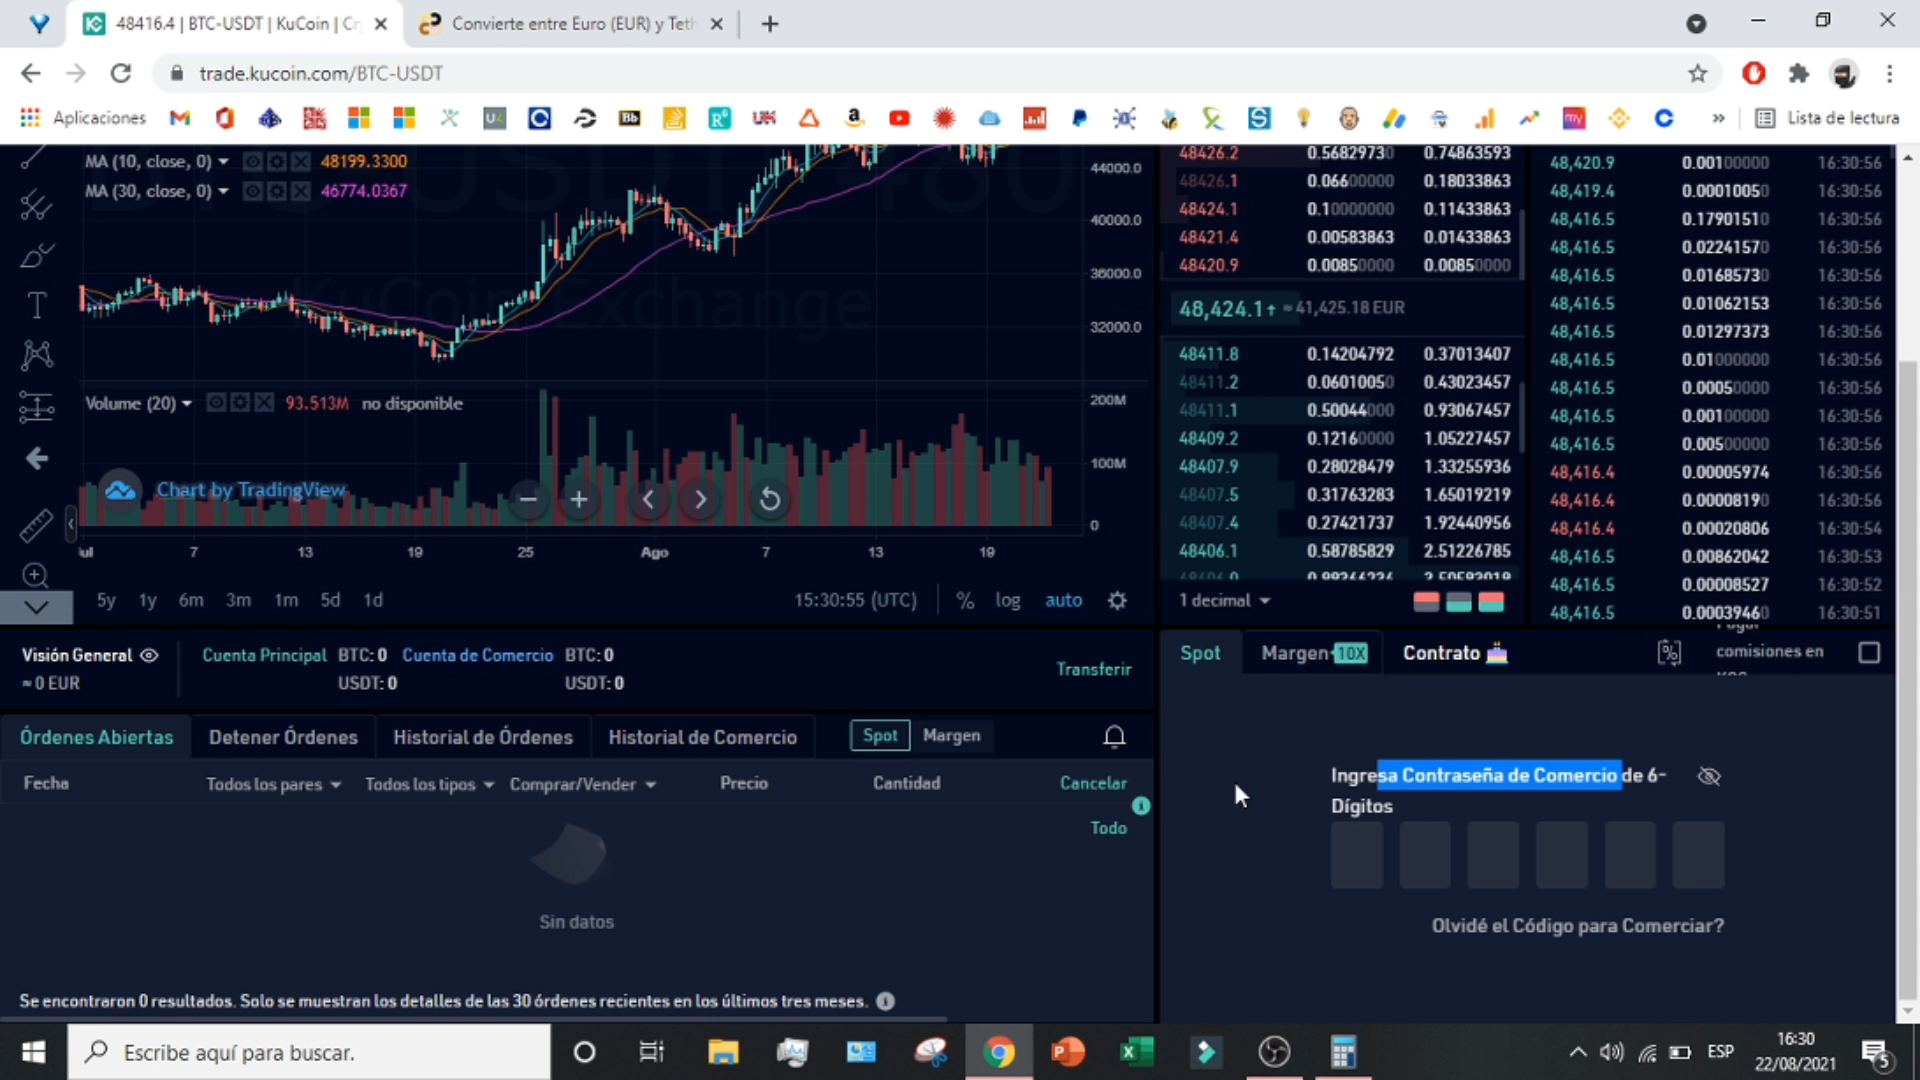 48416.4 | BTC-USDT | KuCoin | Cr
Convierte entre Euro (EUR) y Teth
trade.kucoin.com/BTC-USDT
Aplicaciones
Lista de lectura
MA (10, close, 0) 48199.3300
MA (30, close, 0) 46774.0367
KuCoin Exchange
44000.0
40000.0
36000.0
32000.0
Volume (20) 93.513M no disponible
200M
100M
0
Chart by TradingView
Jul 7 13 19 25 Ago 7 13 19
5y 1y 6m 3m 1m 5d 1d
15:30:55 (UTC) % log auto
48426.2 0.56829730 0.74863593
48426.1 0.06600000 0.18033863
48424.1 0.10000000 0.11433863
48421.4 0.00583863 0.01433863
48420.9 0.00850000 0.00850000
48,424.1↑ ≈41,425.18 EUR
48411.8 0.14204792 0.37013407
48411.2 0.06010050 0.43023457
48411.1 0.50044000 0.93067457
48409.2 0.12160000 1.05227457
48407.9 0.28028479 1.33255936
48407.5 0.31763283 1.65019219
48407.4 0.27421737 1.92440956
48406.1 0.58785829 2.51226785
1 decimal
48,420.9 0.00100000 16:30:56
48,419.4 0.00010050 16:30:56
48,416.5 0.17901510 16:30:56
48,416.5 0.02241570 16:30:56
48,416.5 0.01685730 16:30:56
48,416.5 0.01062153 16:30:56
48,416.5 0.01297373 16:30:56
48,416.5 0.01000000 16:30:56
48,416.5 0.00050000 16:30:56
48,416.5 0.00100000 16:30:56
48,416.5 0.00500000 16:30:56
48,416.4 0.00005974 16:30:56
48,416.4 0.00008190 16:30:56
48,416.4 0.00020806 16:30:54
48,416.5 0.00862042 16:30:53
48,416.5 0.00008527 16:30:52
48,416.5 0.00039460 16:30:51
Visión General
≈ 0 EUR
Cuenta Principal BTC: 0 Cuenta de Comercio BTC: 0
USDT: 0 USDT: 0
Transferir
Spot Margen 10X Contrato
comisiones en
Órdenes Abiertas Detener Órdenes Historial de Órdenes Historial de Comercio Spot Margen
Fecha Todos los pares Todos los tipos Comprar/Vender Precio Cantidad Cancelar
Todo
Sin datos
Se encontraron 0 resultados. Solo se muestran los detalles de las 30 órdenes recientes en los últimos tres meses.
Ingresa Contraseña de Comercio de 6-
Dígitos
Olvidé el Código para Comerciar?
Escribe aquí para buscar.
ESP
16:30
22/08/2021
5